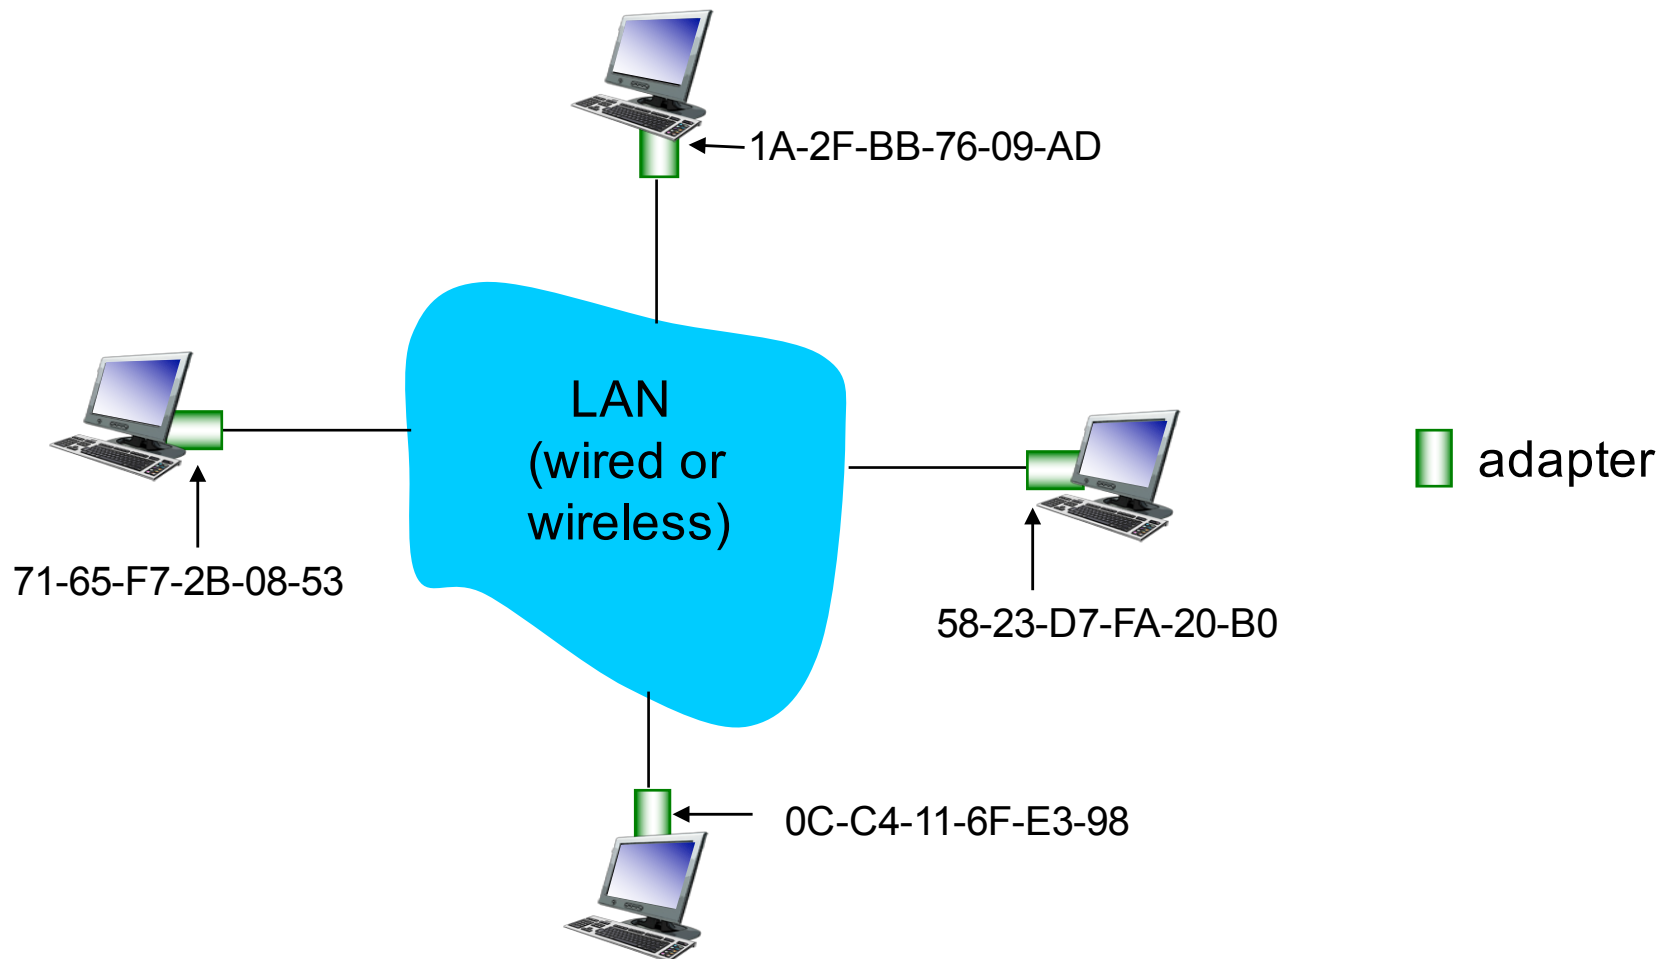 1A-2F-BB-76-09-AD
LAN
(wired or
wireless)
adapter
71-65-F7-2B-08-53
58-23-D7-FA-20-B0
0C-C4-11-6F-E3-98